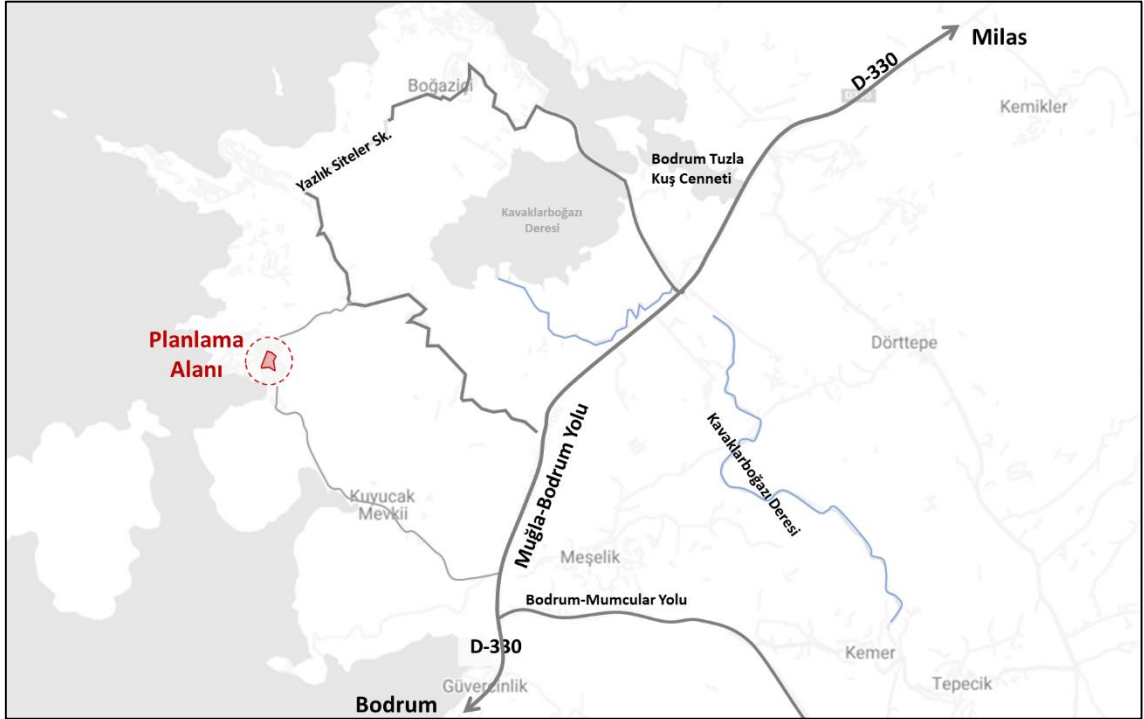 Milas
D-330
Kemikler
Boğaziçi
Yazlık Siteler Sk.
Bodrum Tuzla
Kuş Cenneti
Kavaklarboğazı
Deresi
Planlama
Alanı
Dörttepe
Muğla-Bodrum Yolu
Kavaklarboğazı Deresi
Kuyucak
Mevkii
Meşelik
Bodrum-Mumcular Yolu
D-330
Kemer
Güvercinlik
Tepecik
Bodrum